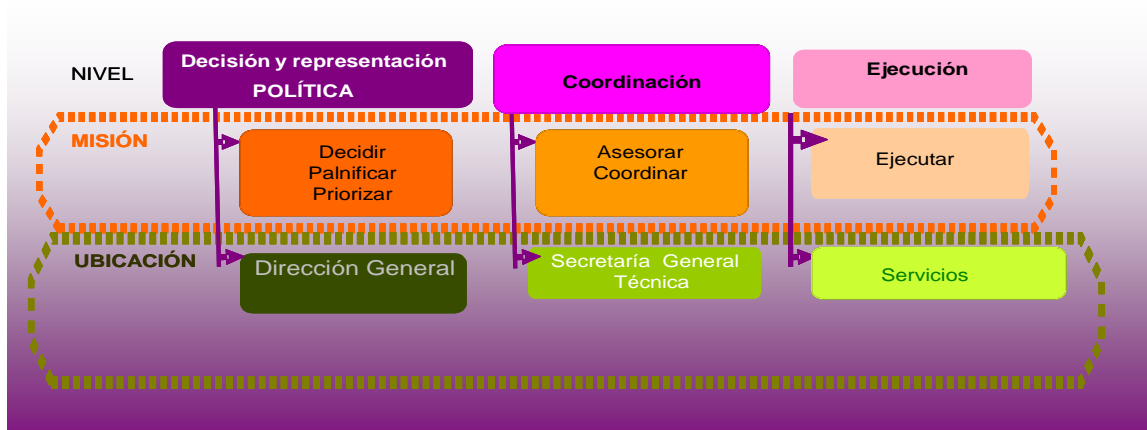 NIVEL
Decisión y representación
POLÍTICA
Coordinación
Ejecución
MISIÓN
Decidir
Palnificar
Priorizar
Asesorar
Coordinar
Ejecutar
UBICACIÓN
Dirección General
Secretaría General
Técnica
Servicios